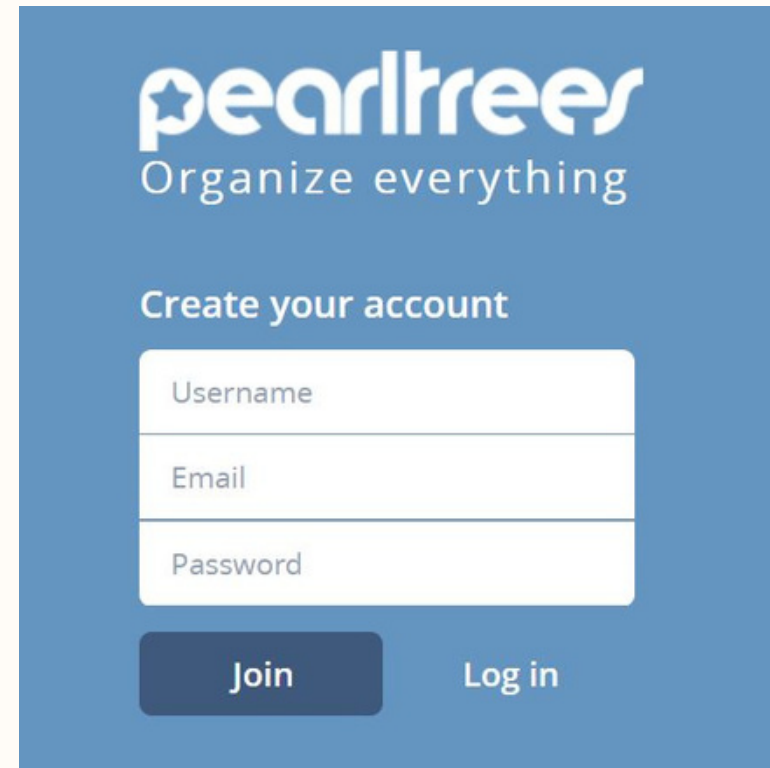 pearltrees
Organize everything
Create your account
Username
Email
Password
Join Log in